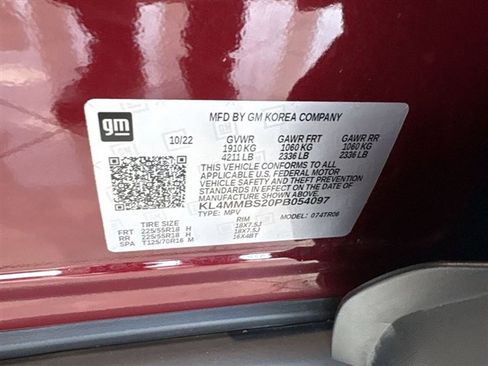 gm
MFD BY GM KOREA COMPANY
10/22 GVWR GAWR FRT GAWR RR
1910 KG 1060 KG 1060 KG
4211 LB 2336 LB 2336 LB
THIS VEHICLE CONFORMS TO ALL
APPLICABLE U.S. FEDERAL MOTOR
VEHICLE SAFETY AND BUMPER
STANDARDS IN EFFECT ON THE DATE OF
MANUFACTURE SHOWN ABOVE.
KL4MMBS20PB054097
TYPE: MPV MODEL: 074TR06
TIRE SIZE RIM
FRT 225/55R18 H 18X7.5J
RR 225/55R18 H 18X7.5J
SPA T125/70R16 M 16X4BT